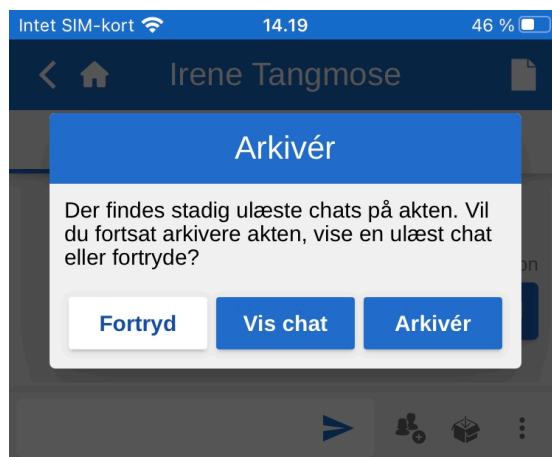 Intet SIM-kort 14.19 46 %
Irene Tangmose
Arkivér
Der findes stadig ulæste chats på akten. Vil
du fortsat arkivere akten, vise en ulæst chat
eller fortryde?
on
Fortryd Vis chat Arkivér